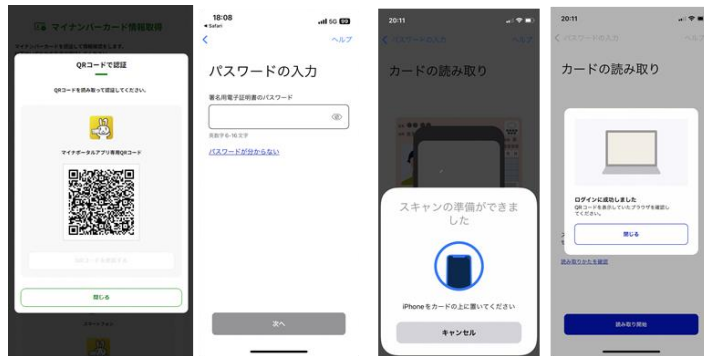 マイナンバーカード情報取得
QRコードで認証
QRコードを読み取って認証してください。
マイナポータルアプリ専用QRコード
閉じる
18:08
Safari
5G
ヘルプ
パスワードの入力
署名用電子証明書のパスワード
英数字6-16文字
パスワードが分からない
次へ
20:11
パスワードの入力
ヘルプ
カードの読み取り
スキャンの準備ができま
した
iPhoneをカードの上に置いてください
キャンセル
20:11
パスワードの入力
ヘルプ
カードの読み取り
ログインに成功しました
QRコードを表示していたブラウザを確認し
てください。
閉じる
読み取りかたを確認
読み取り開始